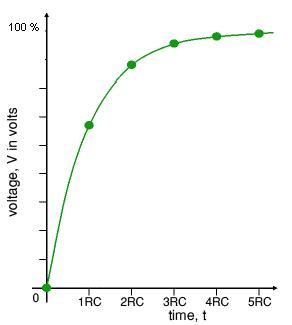 100 %
voltage, V in volts
0
1RC 2RC 3RC 4RC 5RC
time, t